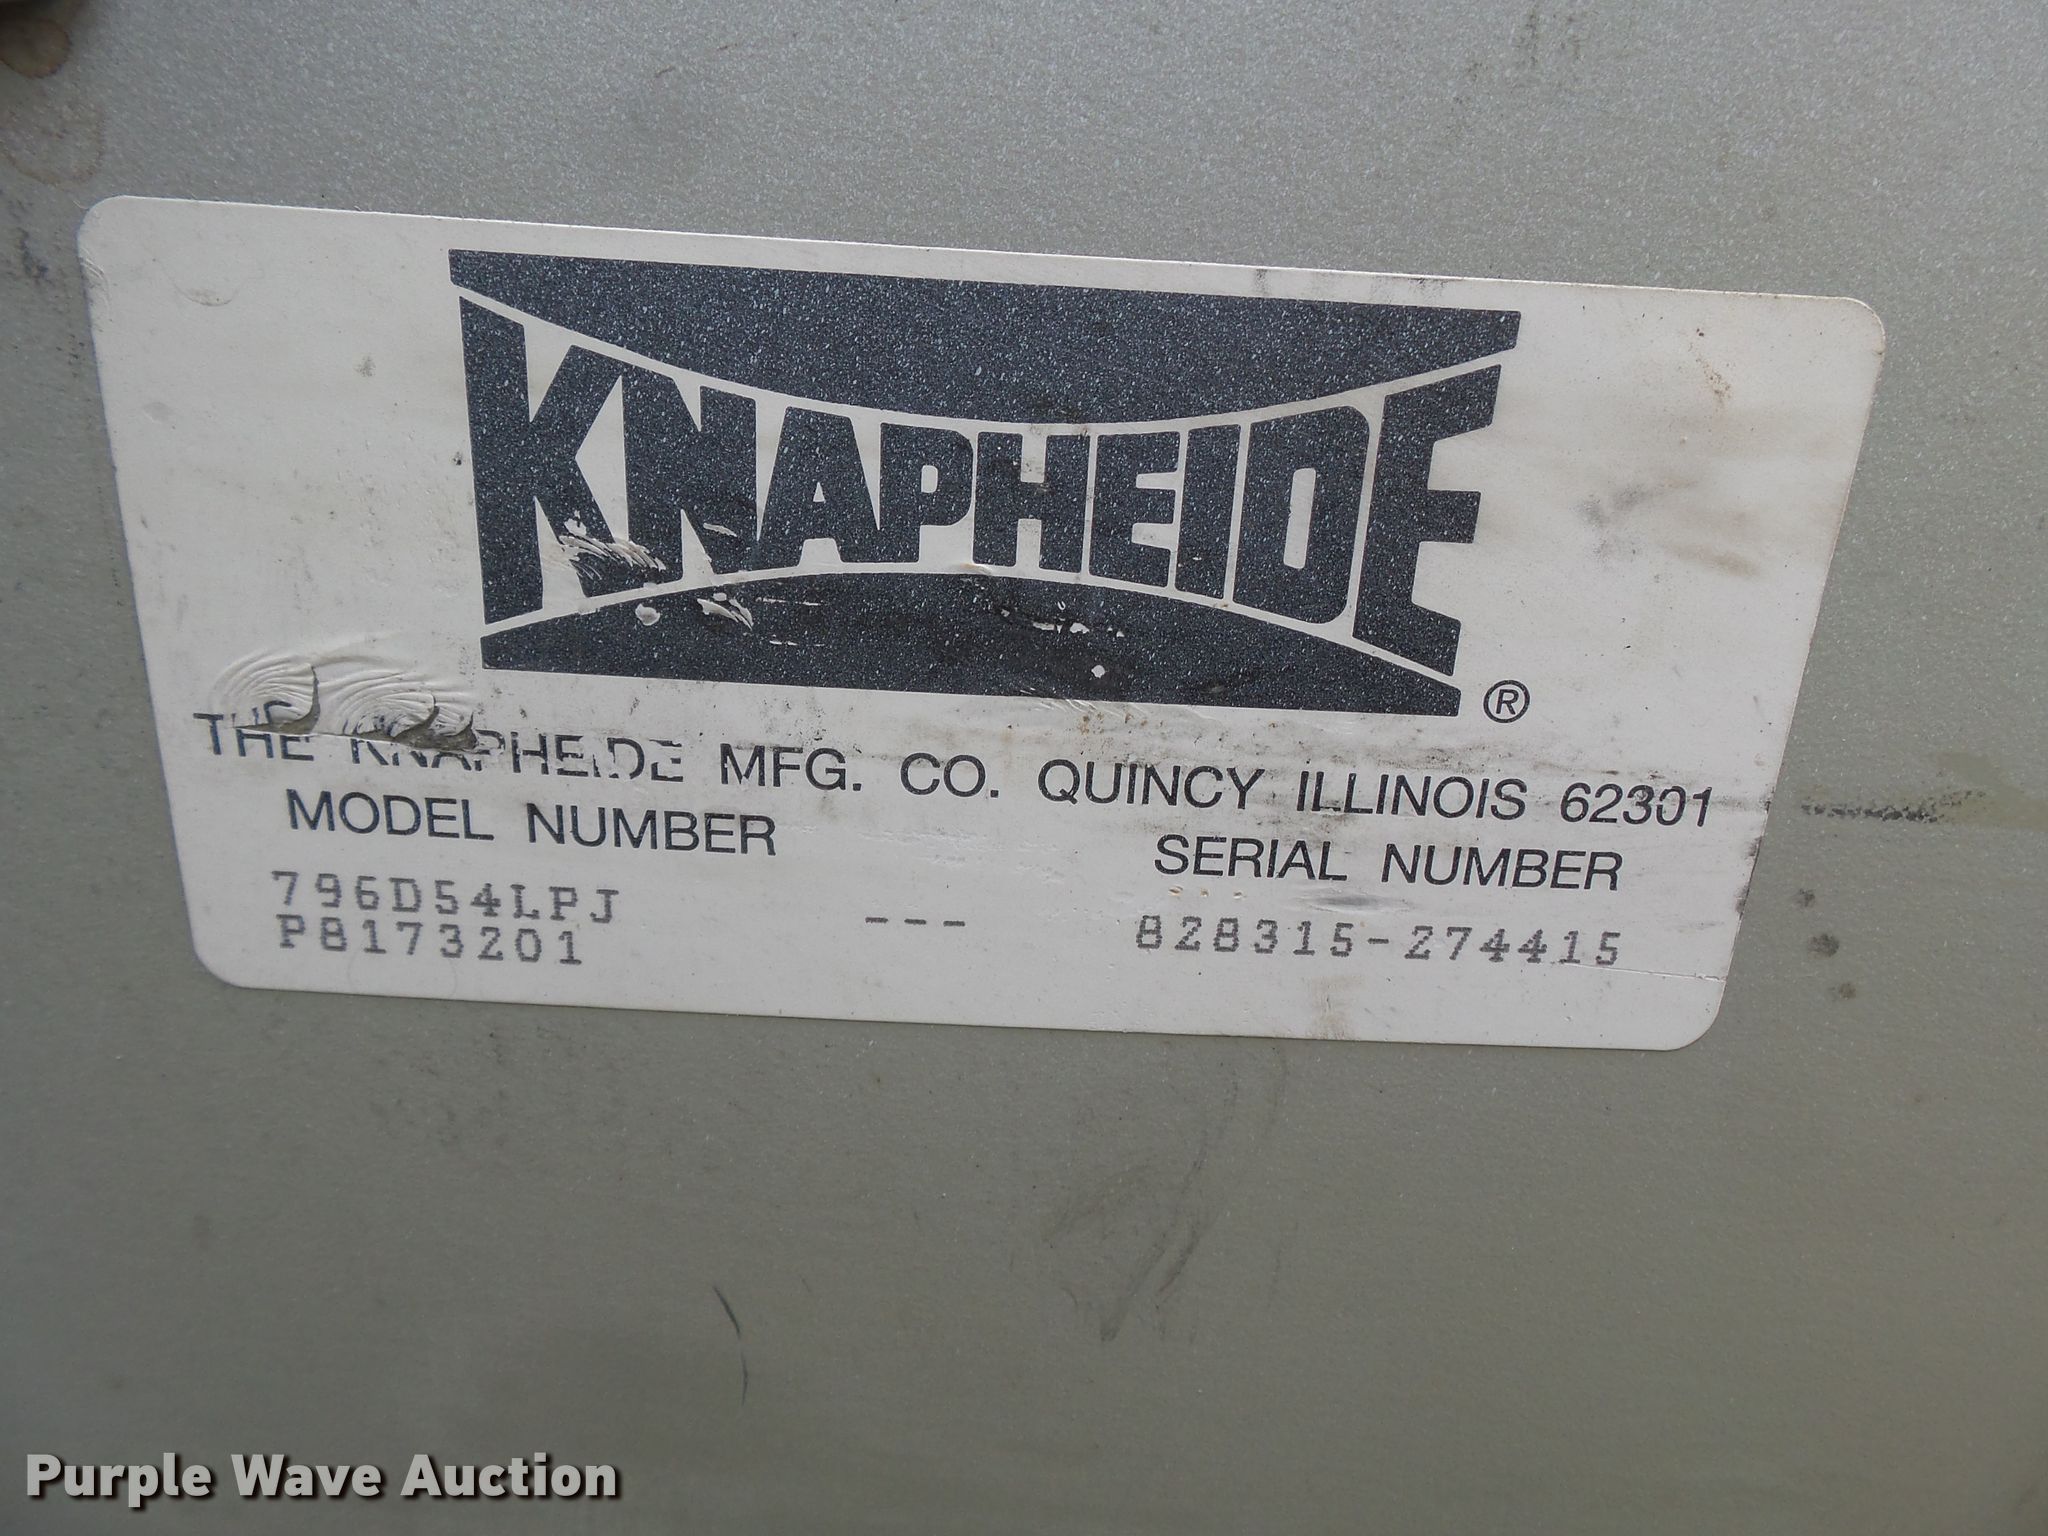 KNAPHEIDE ®
THE KNAPHEIDE MFG. CO. QUINCY ILLINOIS 62301
MODEL NUMBER SERIAL NUMBER
796D54LPJ
P8173201 --- 828315-274415
Purple Wave Auction